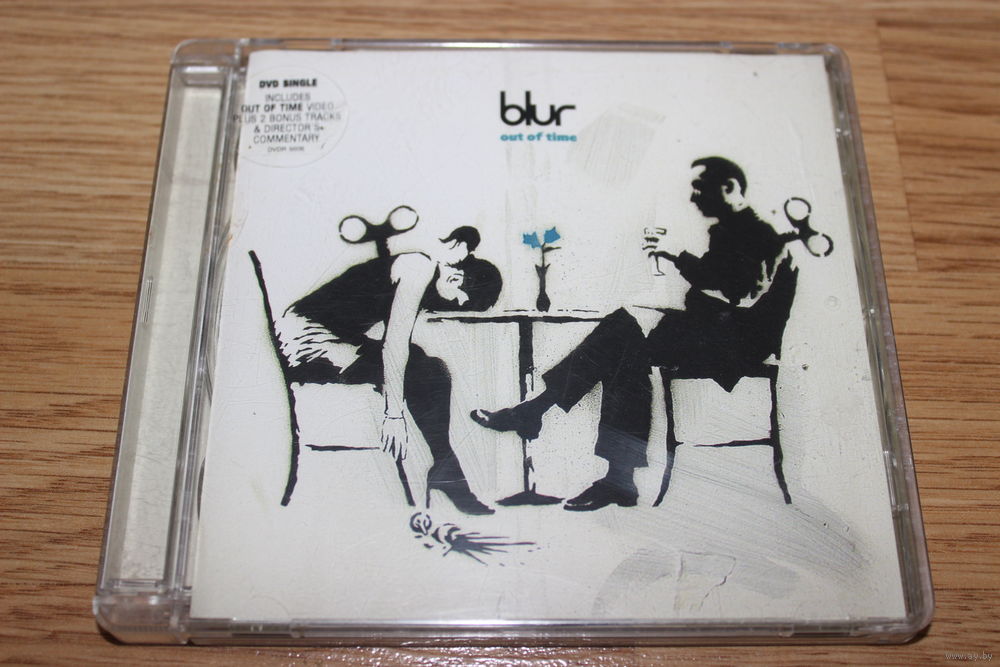 DVD SINGLE
INCLUDES
OUT OF TIME VIDEO
PLUS 2 BONUS TRACKS
& DIRECTOR'S
COMMENTARY
blur
out of time
www.ay.by